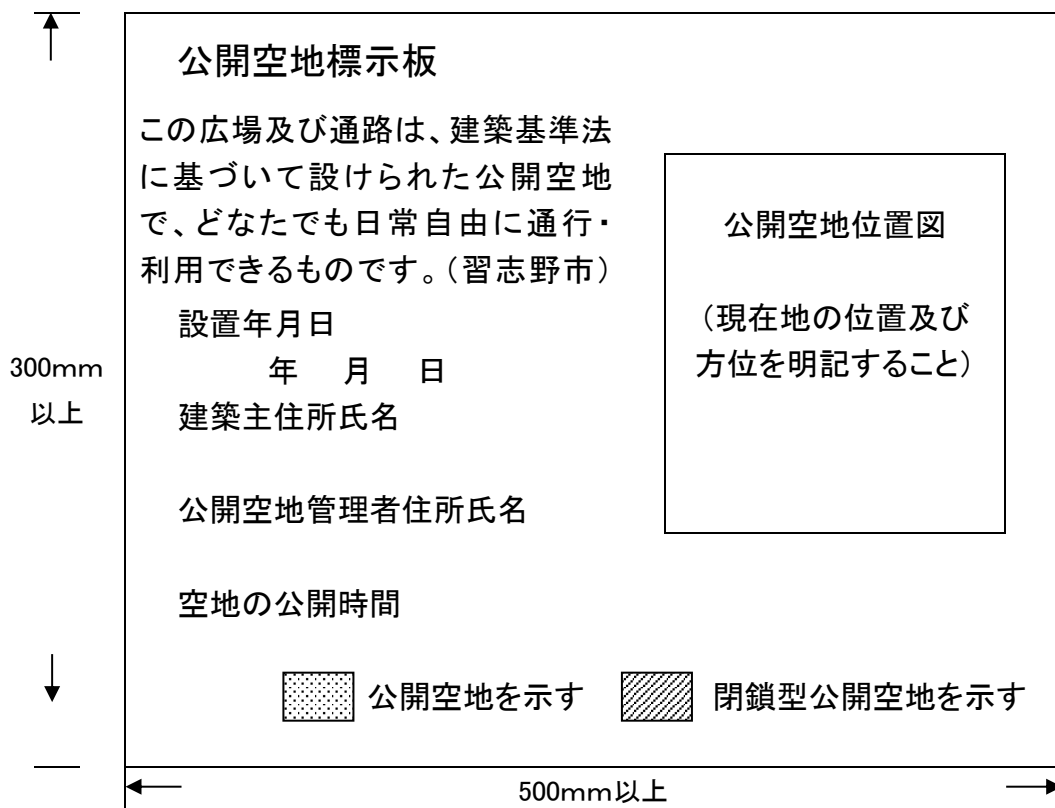 公開空地標示板
この広場及び通路は、建築基準法
に基づいて設けられた公開空地
で、どなたでも日常自由に通行・
利用できるものです。（習志野市）
設置年月日
年 月 日
建築主住所氏名
公開空地管理者住所氏名
空地の公開時間
公開空地位置図
（現在地の位置及び
方位を明記すること）
公開空地を示す
閉鎖型公開空地を示す
300mm
以上
500mm以上